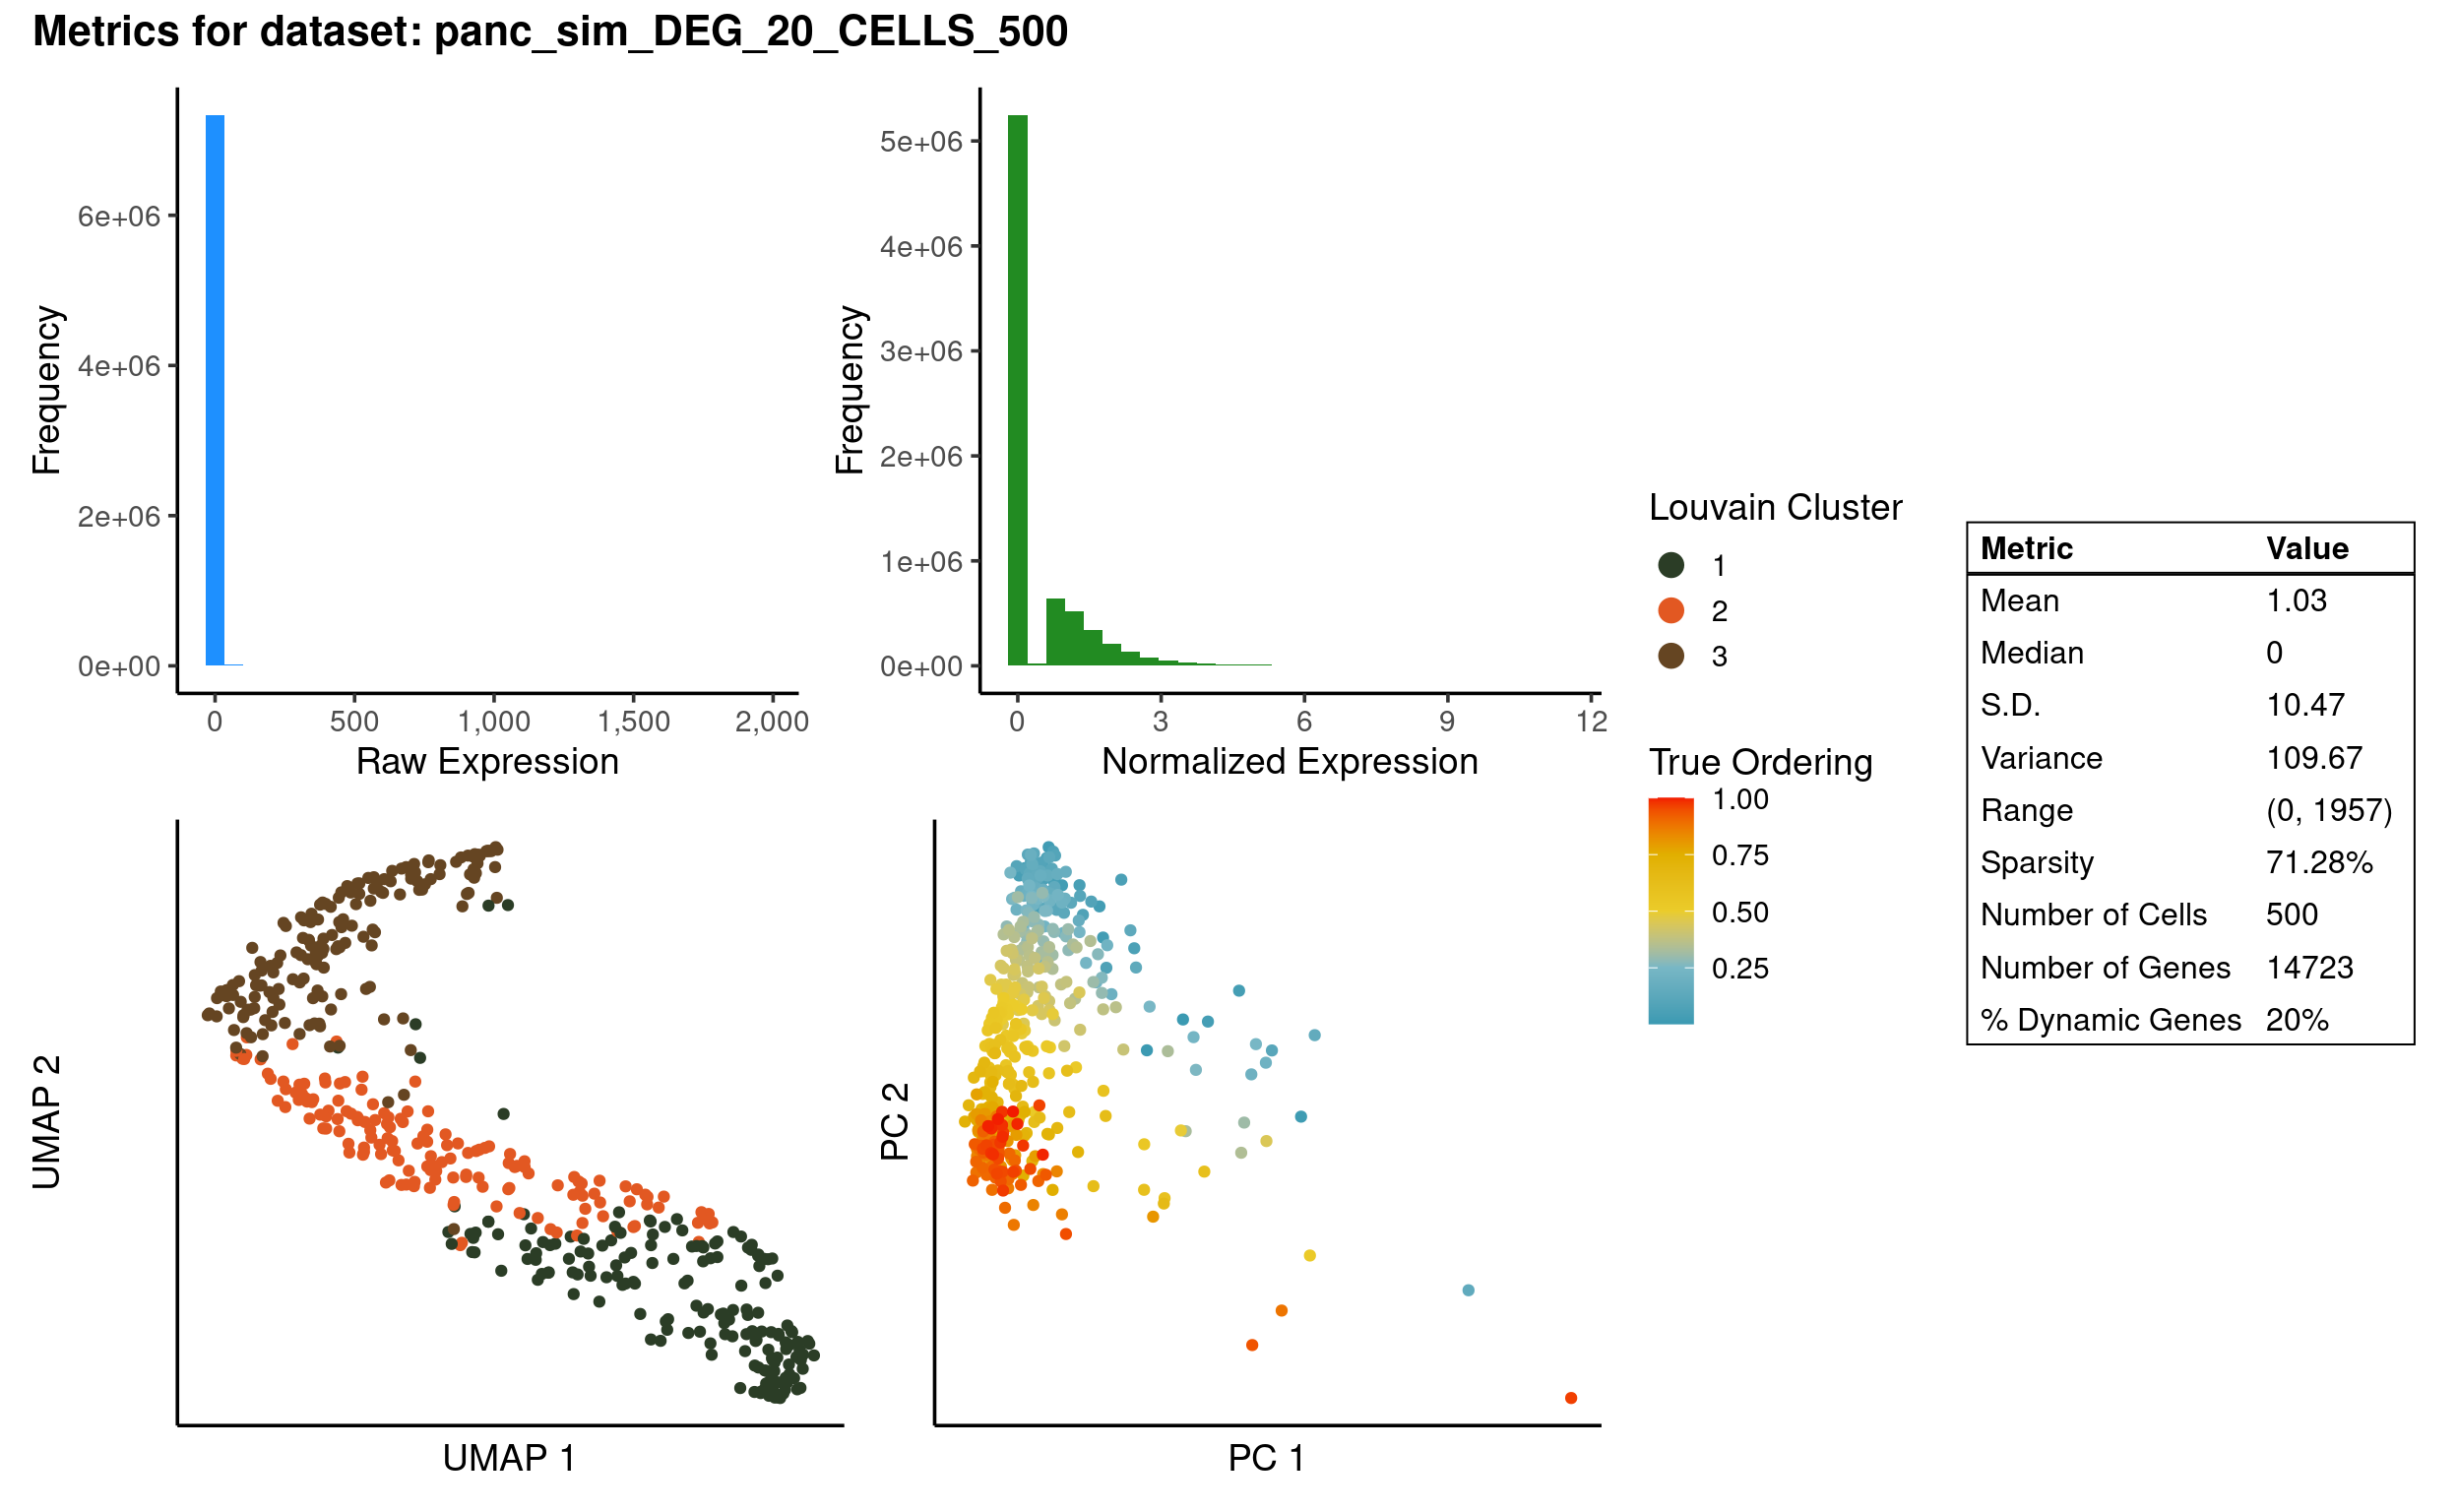 Metrics for dataset: panc_sim_DEG_20_CELLS_500
Frequency
6e+06
4e+06
2e+06
0e+00
0
500
1,000
1,500
2,000
Raw Expression
Frequency
5e+06
4e+06
3e+06
2e+06
1e+06
0e+00
0
3
6
9
12
Normalized Expression
UMAP 2
UMAP 1
PC 2
PC 1
Louvain Cluster
1
2
3
True Ordering
1.00
0.75
0.50
0.25
Metric Value
Mean 1.03
Median 0
S.D. 10.47
Variance 109.67
Range (0, 1957)
Sparsity 71.28%
Number of Cells 500
Number of Genes 14723
% Dynamic Genes 20%